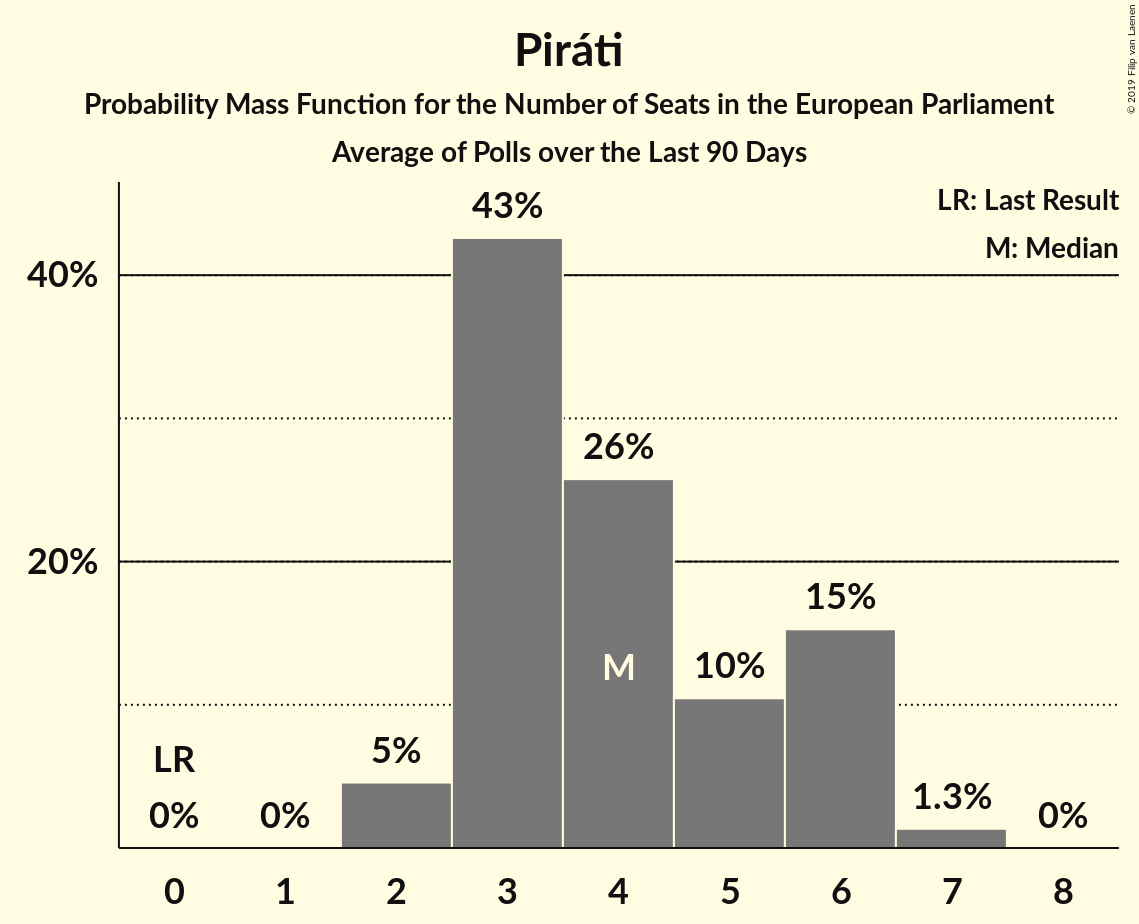 Piráti
Probability Mass Function for the Number of Seats in the European Parliament
Average of Polls over the Last 90 Days
© 2019 Filip van Laenen
LR: Last Result
M: Median
40%
20%
43%
26%
15%
10%
5%
1.3%
0%
0%
0%
LR
M
0 1 2 3 4 5 6 7 8